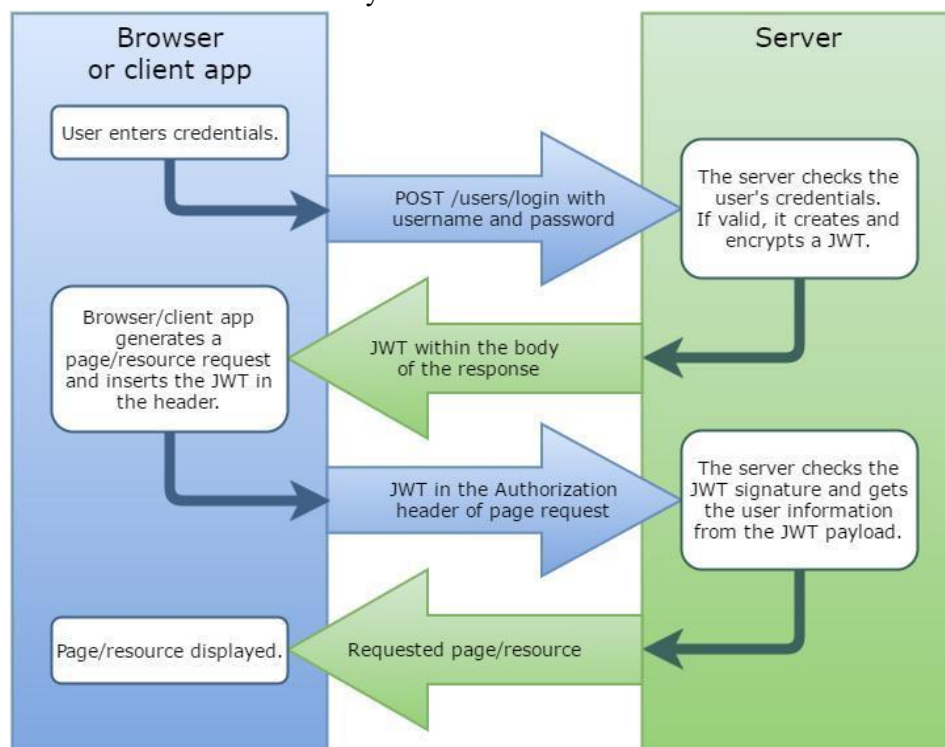 y
Browser
or client app
Server
User enters credentials.
POST /users/login with
username and password
The server checks the
user's credentials.
If valid, it creates and
encrypts a JWT.
JWT within the body
of the response
Browser/client app
generates a
page/resource request
and inserts the JWT in
the header.
JWT in the Authorization
header of page request
The server checks the
JWT signature and gets
the user information
from the JWT payload.
Requested page/resource
Page/resource displayed.